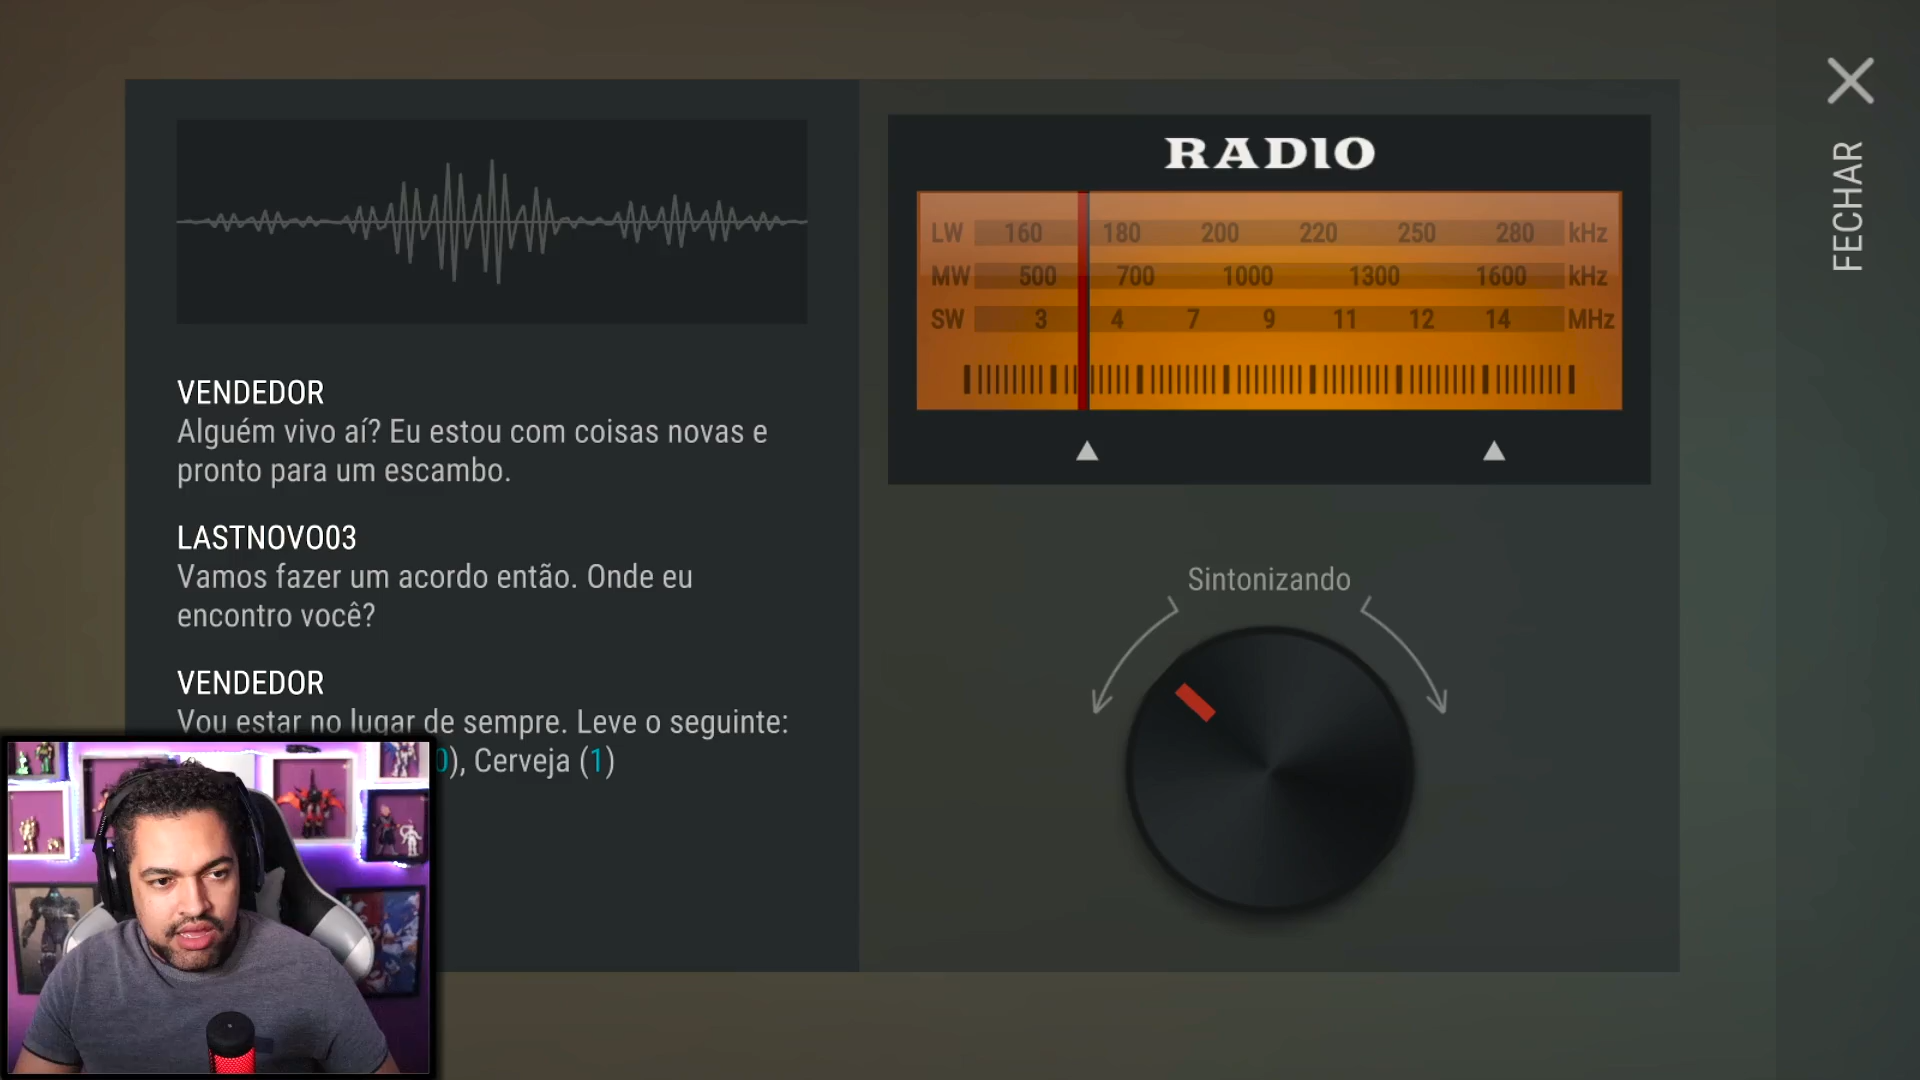 RADIO
LW 160 180 200 220 250 280 kHz
MW 500 700 1000 1300 1600 kHz
SW 3 4 7 9 11 12 14 MHz
FECHAR
VENDEDOR
Alguém vivo aí? Eu estou com coisas novas e
pronto para um escambo.
LASTNOVO03
Vamos fazer um acordo então. Onde eu
encontro você?
VENDEDOR
Vou estar no lugar de sempre. Leve o seguinte:
0), Cerveja (1)
Sintonizando